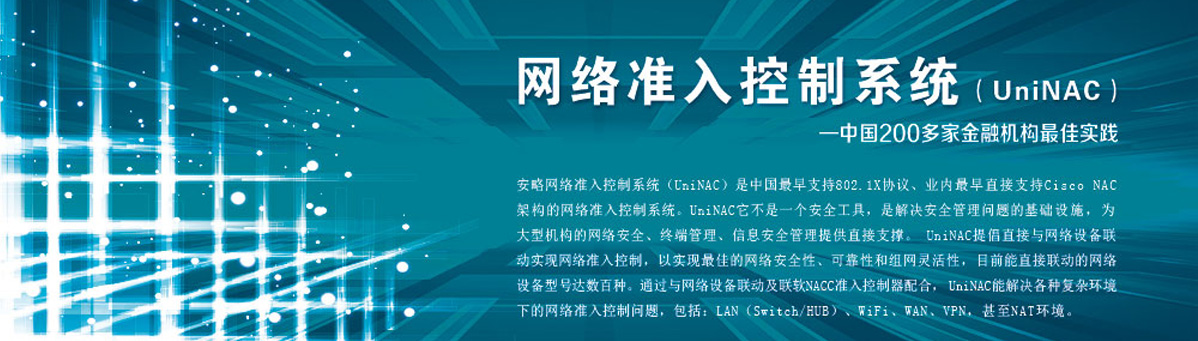 网络准入控制系统（UniNAC）
—中国200多家金融机构最佳实践
安略网络准入控制系统（UniNAC）是中国最早支持802.1X协议、业内最早直接支持Cisco NAC
架构的网络准入控制系统。UniNAC它不是一个安全工具，是解决安全管理问题的基础设施，为
大型机构的网络安全、终端管理、信息安全管理提供直接支撑。 UniNAC提倡直接与网络设备联
动实现网络准入控制，以实现最佳的网络安全性、可靠性和组网灵活性，目前能直接联动的网络
设备型号达数百种。通过与网络设备联动及联软NACC准入控制器配合，UniNAC能解决各种复杂环境
下的网络准入控制问题，包括：LAN（Switch/HUB）、WiFi、WAN、VPN，甚至NAT环境。